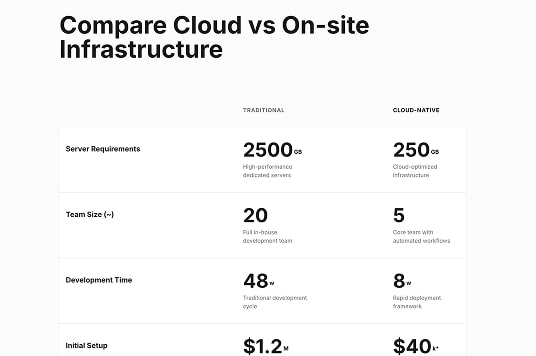 Compare Cloud vs On-site
Infrastructure
TRADITIONAL
CLOUD-NATIVE
Server Requirements
2500 GB
High-performance
dedicated servers
250 GB
Cloud-optimized
infrastructure
Team Size (~)
20
Full in-house
development team
5
Core team with
automated workflows
Development Time
48 w
Traditional development
cycle
8 w
Rapid deployment
framework
Initial Setup
$1.2 M
$40 k*